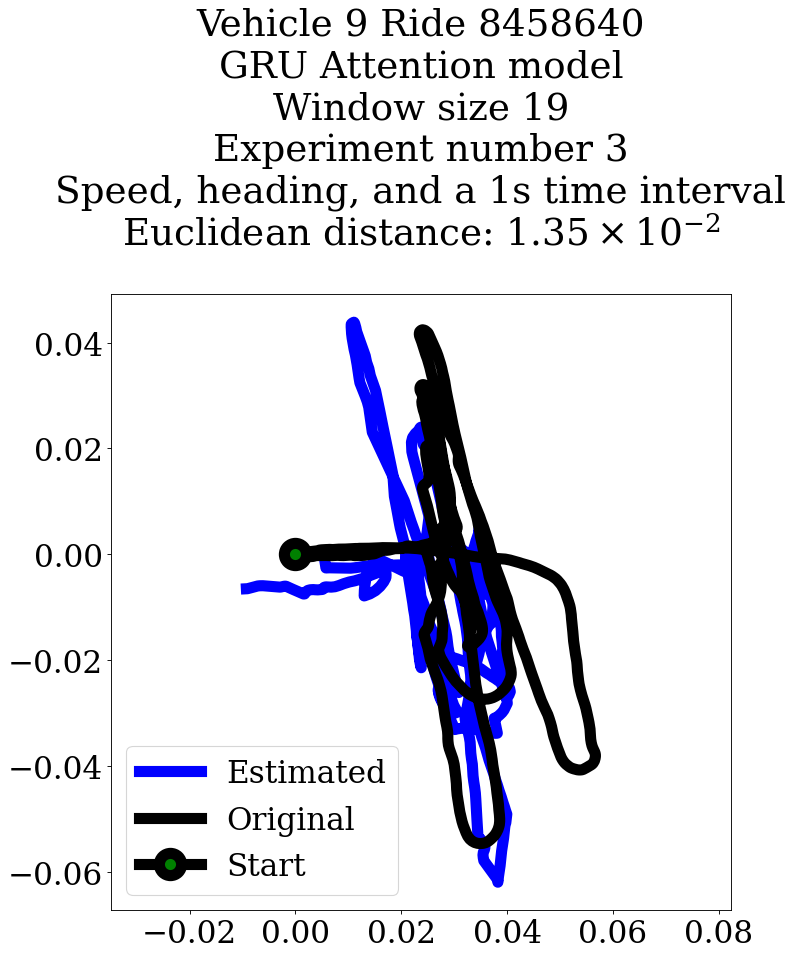 Vehicle 9 Ride 8458640
GRU Attention model
Window size 19
Experiment number 3
Speed, heading, and a 1s time interval
Euclidean distance: 1.35 × 10⁻²
0.04
0.02
0.00
−0.02
−0.04
−0.06
Estimated
Original
Start
−0.02 0.00 0.02 0.04 0.06 0.08